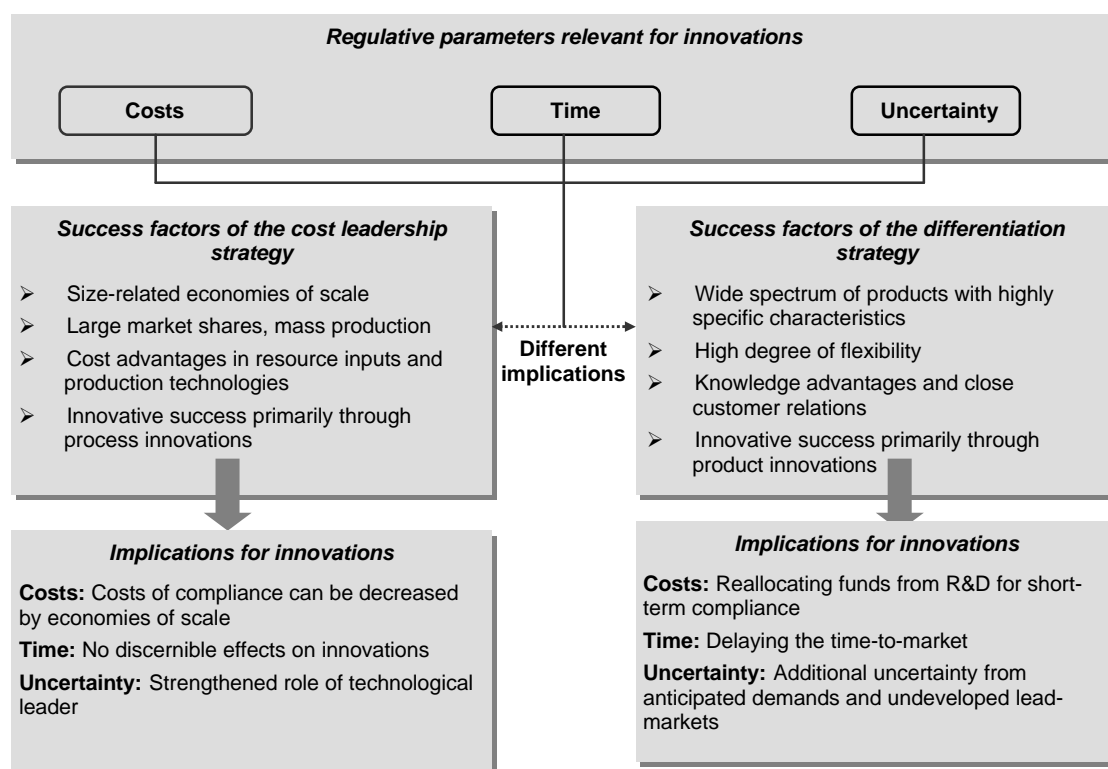 Regulative parameters relevant for innovations
Costs
Time
Uncertainty
Success factors of the cost leadership
strategy
➢ Size-related economies of scale
➢ Large market shares, mass production
➢ Cost advantages in resource inputs and
production technologies
➢ Innovative success primarily through
process innovations
Different
implications
Success factors of the differentiation
strategy
➢ Wide spectrum of products with highly
specific characteristics
➢ High degree of flexibility
➢ Knowledge advantages and close
customer relations
➢ Innovative success primarily through
product innovations
Implications for innovations
Costs: Costs of compliance can be decreased
by economies of scale
Time: No discernible effects on innovations
Uncertainty: Strengthened role of technological
leader
Implications for innovations
Costs: Reallocating funds from R&D for short-
term compliance
Time: Delaying the time-to-market
Uncertainty: Additional uncertainty from
anticipated demands and undeveloped lead-
markets